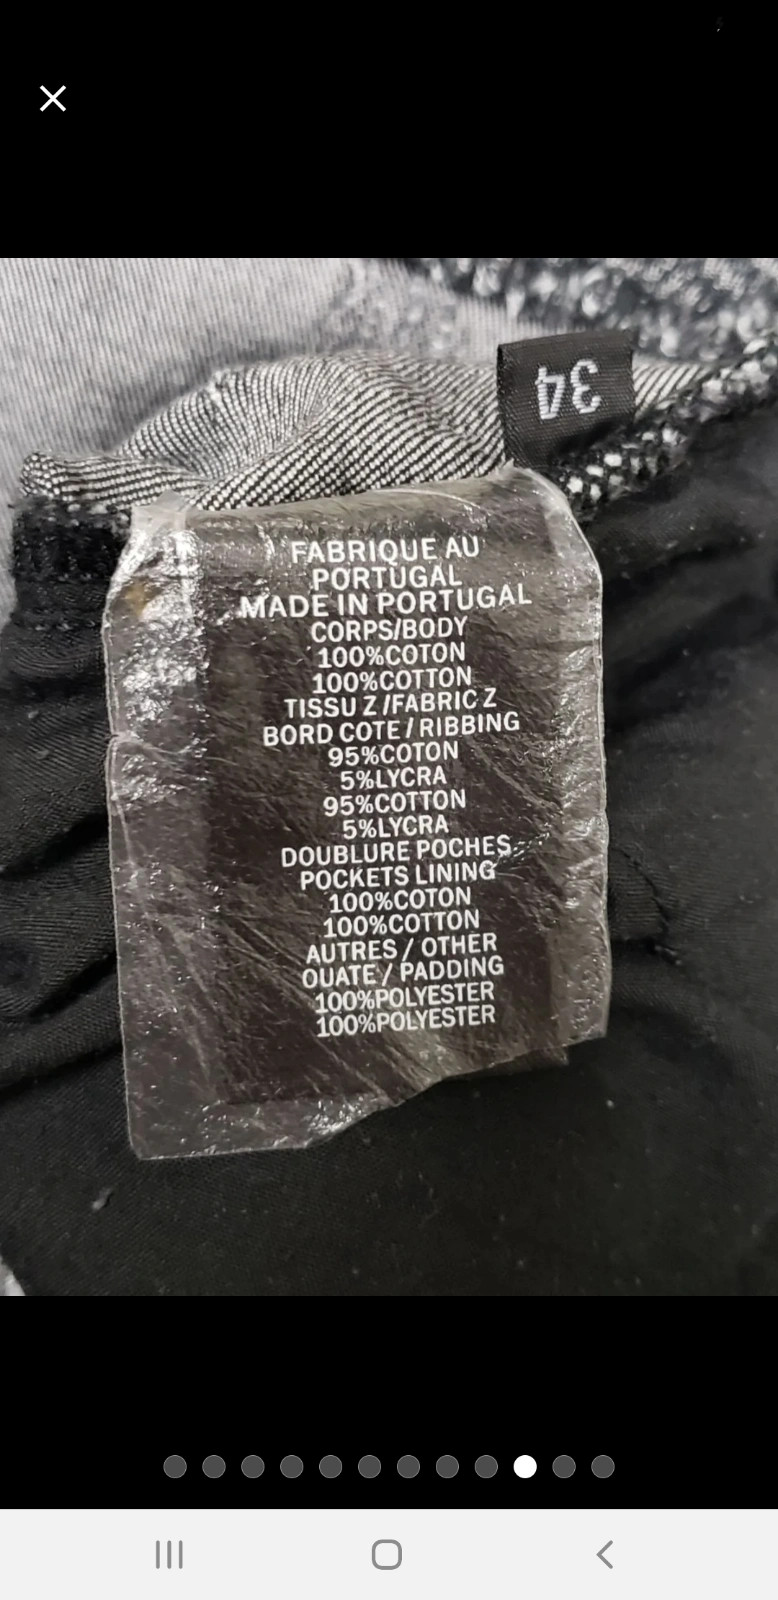 34
FABRIQUE AU
PORTUGAL
MADE IN PORTUGAL
CORPS/BODY
100%COTON
100%COTTON
TISSU Z /FABRIC Z
BORD COTE / RIBBING
95%COTON
5%LYCRA
95%COTTON
5%LYCRA
DOUBLURE POCHES
POCKETS LINING
100%COTON
100%COTTON
AUTRES / OTHER
OUATE / PADDING
100%POLYESTER
100%POLYESTER